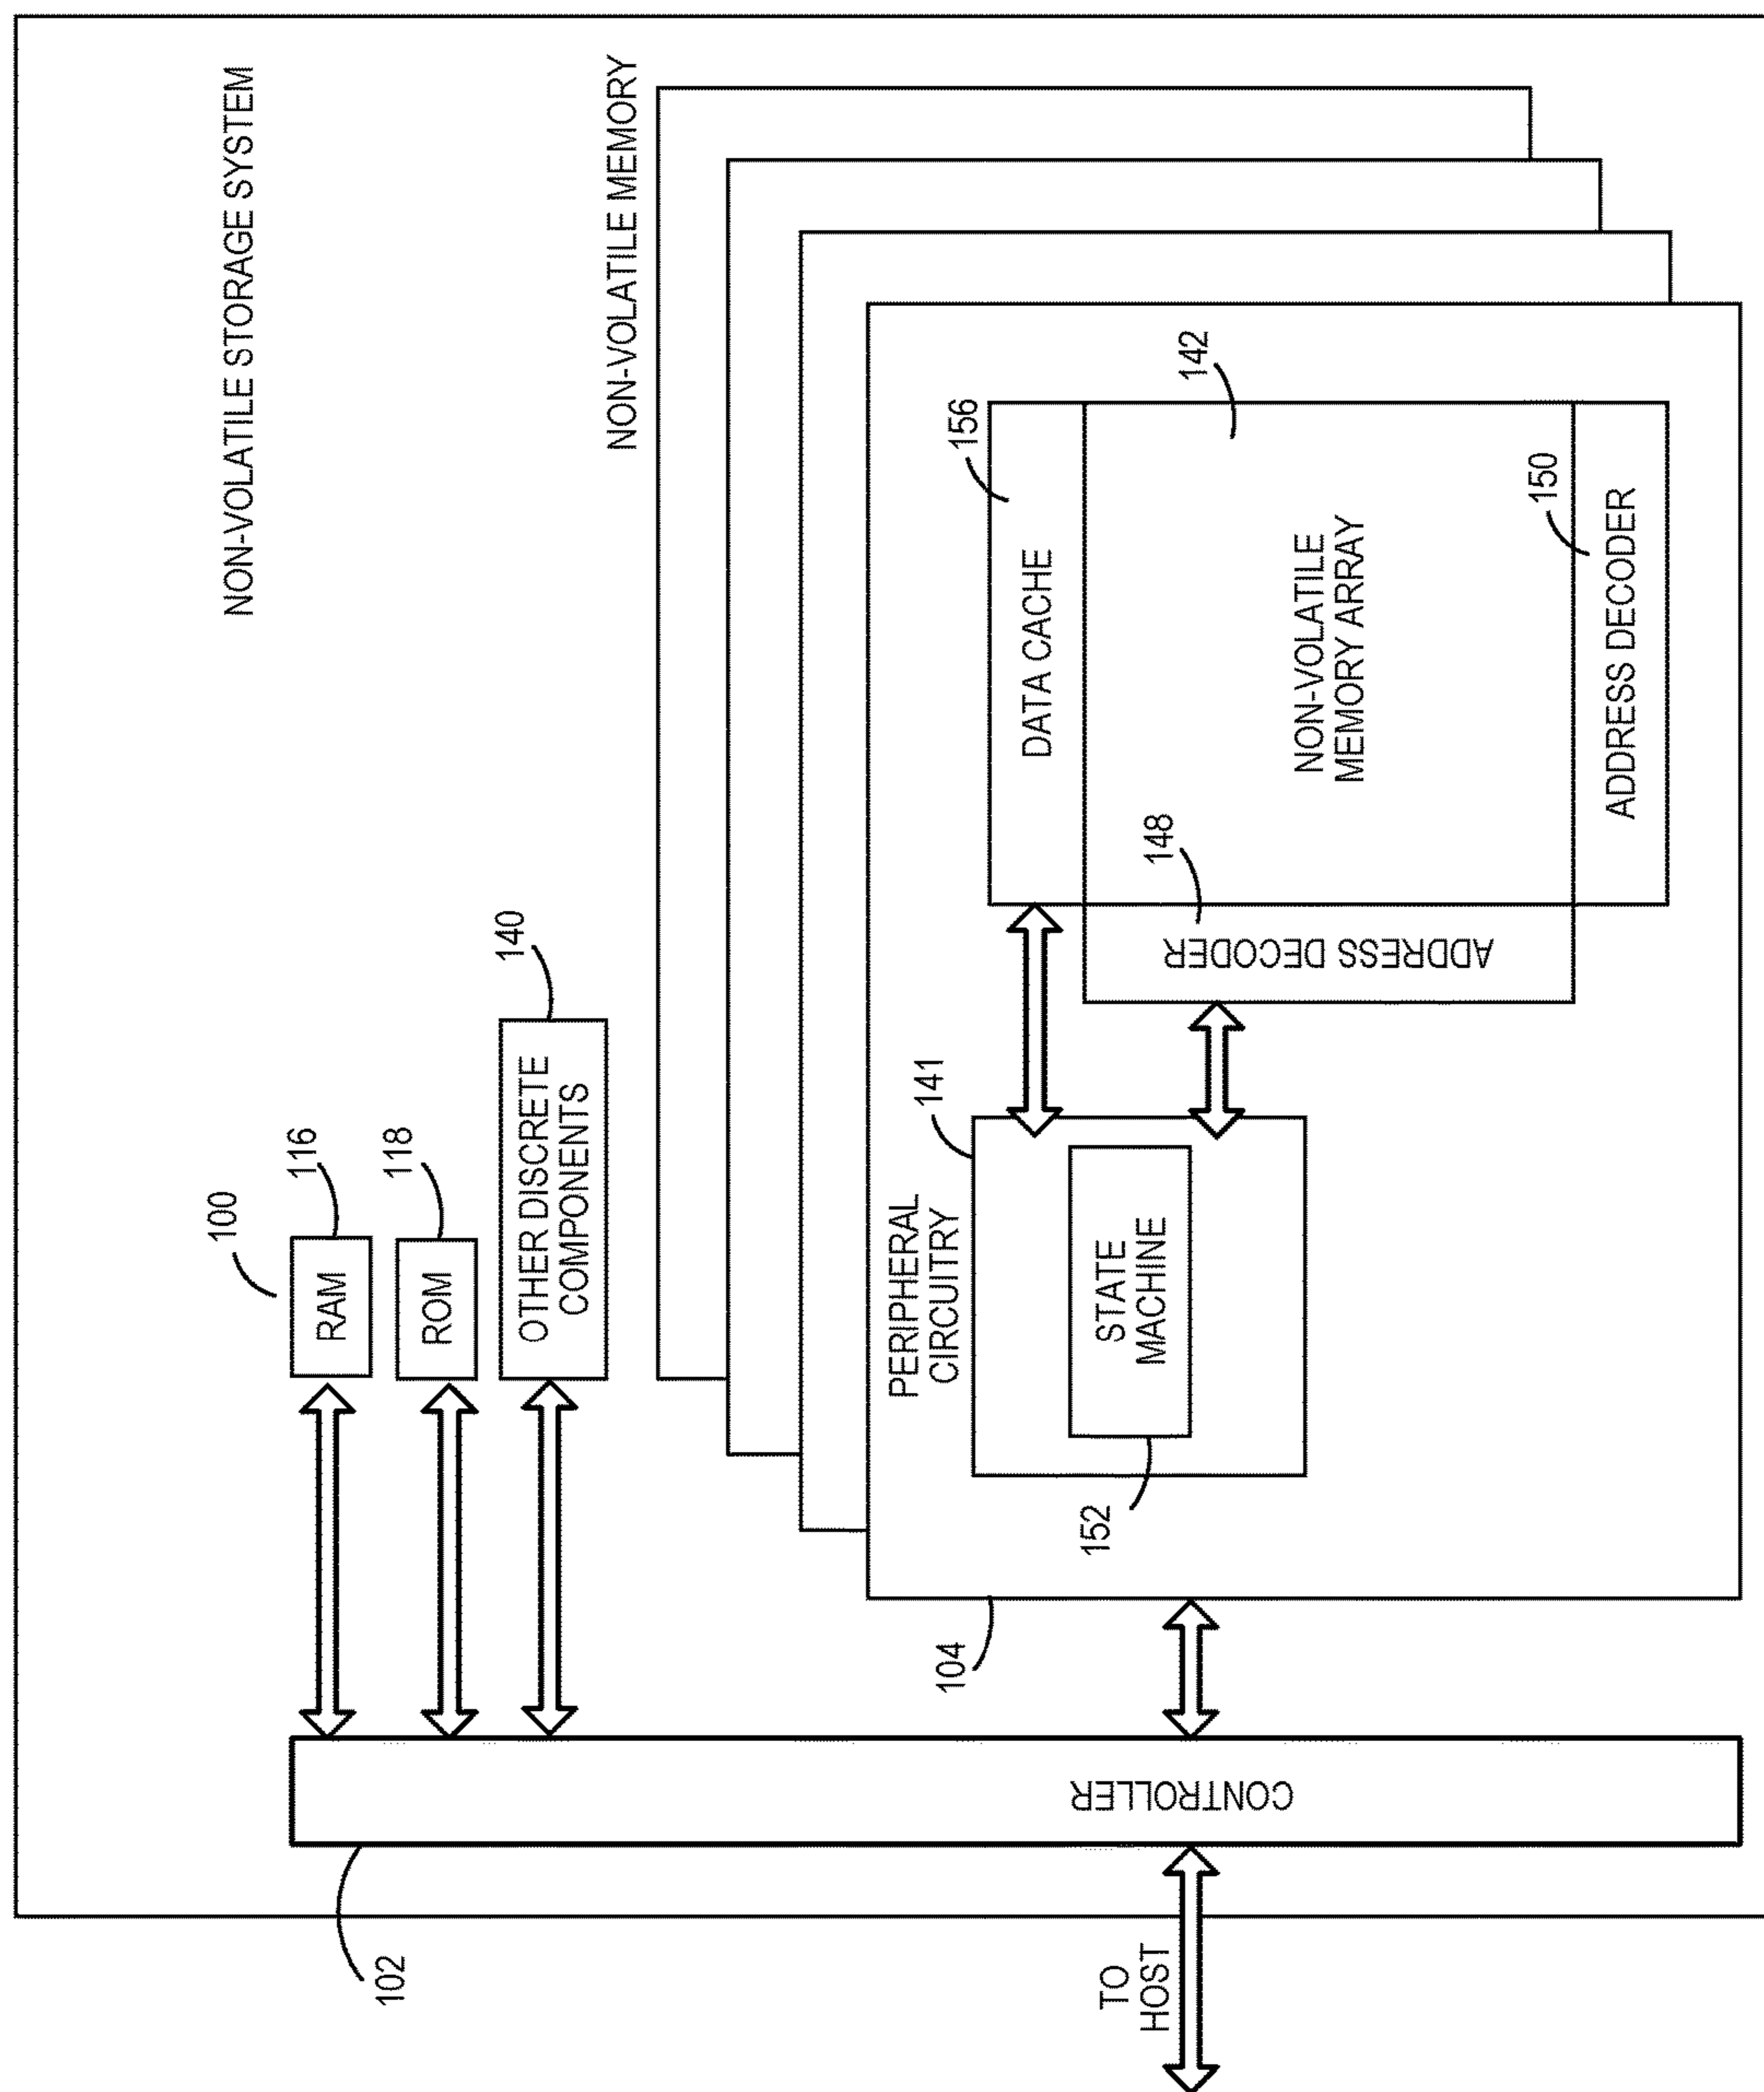 NON-VOLATILE STORAGE SYSTEM
100
116
RAM
118
ROM
140
OTHER DISCRETE
COMPONENTS
NON-VOLATILE MEMORY
102
CONTROLLER
TO
HOST
104
PERIPHERAL
CIRCUITRY
141
STATE
MACHINE
152
156
DATA CACHE
148
ADDRESS DECODER
142
NON-VOLATILE
MEMORY ARRAY
150
ADDRESS DECODER